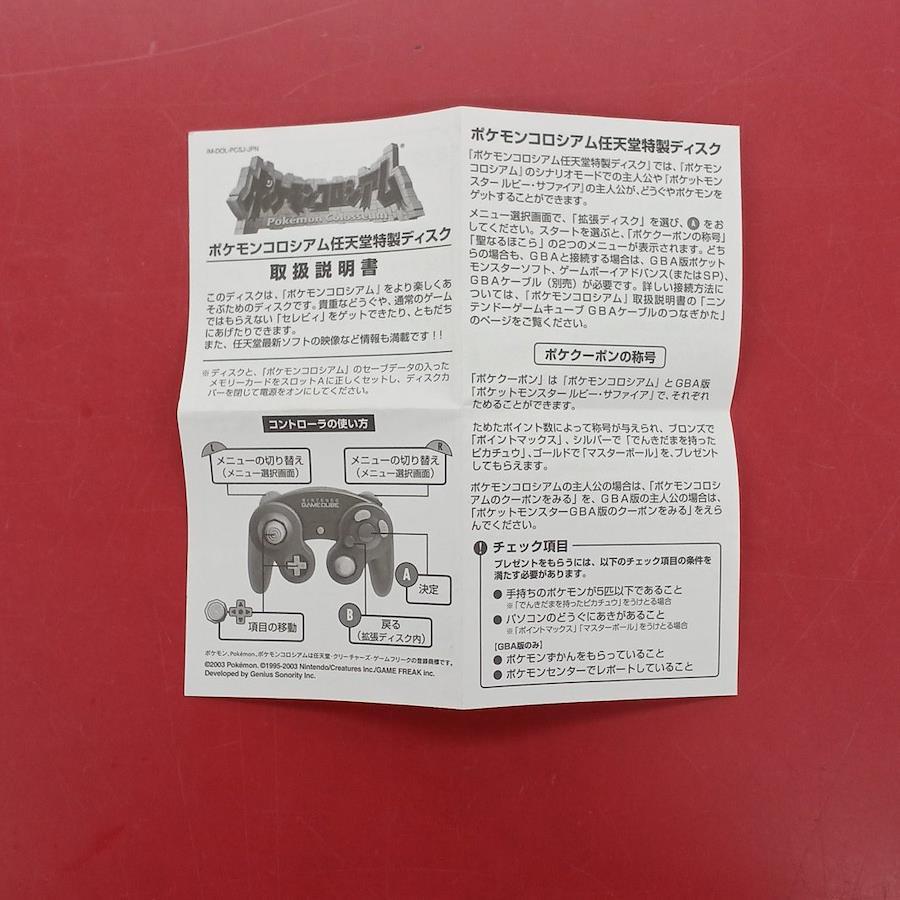 IM-DOL-PCSJ-JPN
ポケモンコロシアム
Pokémon Colosseum
ポケモンコロシアム任天堂特製ディスク
取扱説明書
このディスクは、「ポケモンコロシアム」をより楽しくあ
そぶためのディスクです。貴重などうぐや、通常のゲーム
ではもらえない「セレビィ」をゲットできたり、ともだち
にあげたりできます。
また、任天堂最新ソフトの映像など情報も満載です!!
※ディスクと、「ポケモンコロシアム」のセーブデータの入った
メモリーカードをスロットAに正しくセットし、ディスクカ
バーを閉じて電源をオンにしてください。
コントローラの使い方
L
メニューの切り替え
(メニュー選択画面)
R
メニューの切り替え
(メニュー選択画面)
NINTENDO
GAMECUBE
A
決定
B
戻る
(拡張ディスク内)
項目の移動
ポケモン、Pokémon、ポケモンコロシアムは任天堂・クリーチャーズ・ゲームフリークの登録商標です。
©2003 Pokémon. ©1995-2003 Nintendo/Creatures Inc./GAME FREAK inc.
Developed by Genius Sonority Inc.
ポケモンコロシアム任天堂特製ディスク
「ポケモンコロシアム任天堂特製ディスク」では、「ポケモン
コロシアム」のシナリオモードでの主人公や「ポケットモン
スター ルビー・サファイア」の主人公が、どうぐやポケモンを
ゲットすることができます。
メニュー選択画面で、「拡張ディスク」を選び、Aをお
してください。スタートを選ぶと、「ポケクーポンの称号」
「聖なるほこら」の2つのメニューが表示されます。どち
らの場合も、GBAと接続する場合は、GBA版ポケット
モンスターソフト、ゲームボーイアドバンス(またはSP)、
GBAケーブル(別売)が必要です。詳しい接続方法に
ついては、「ポケモンコロシアム」取扱説明書の「ニン
テンドーゲームキューブ GBAケーブルのつなぎかた」
のページをご覧ください。
ポケクーポンの称号
「ポケクーポン」は「ポケモンコロシアム」とGBA版
「ポケットモンスター ルビー・サファイア」で、それぞれ
ためることができます。
ためたポイント数によって称号が与えられ、ブロンズで
「ポイントマックス」、シルバーで「でんきだまを持った
ピカチュウ」、ゴールドで「マスターボール」を、プレゼント
してもらえます。
ポケモンコロシアムの主人公の場合は、「ポケモンコロシ
アムのクーポンをみる」を、GBA版の主人公の場合は、
「ポケットモンスターGBA版のクーポンをみる」をえら
んでください。
! チェック項目
プレゼントをもらうには、以下のチェック項目の条件を
満たす必要があります。
● 手持ちのポケモンが5匹以下であること
※「でんきだまを持ったピカチュウ」をうけとる場合
● パソコンのどうぐにあきがあること
※「ポイントマックス」「マスターボール」をうけとる場合
[GBA版のみ]
● ポケモンずかんをもらっていること
● ポケモンセンターでレポートしていること